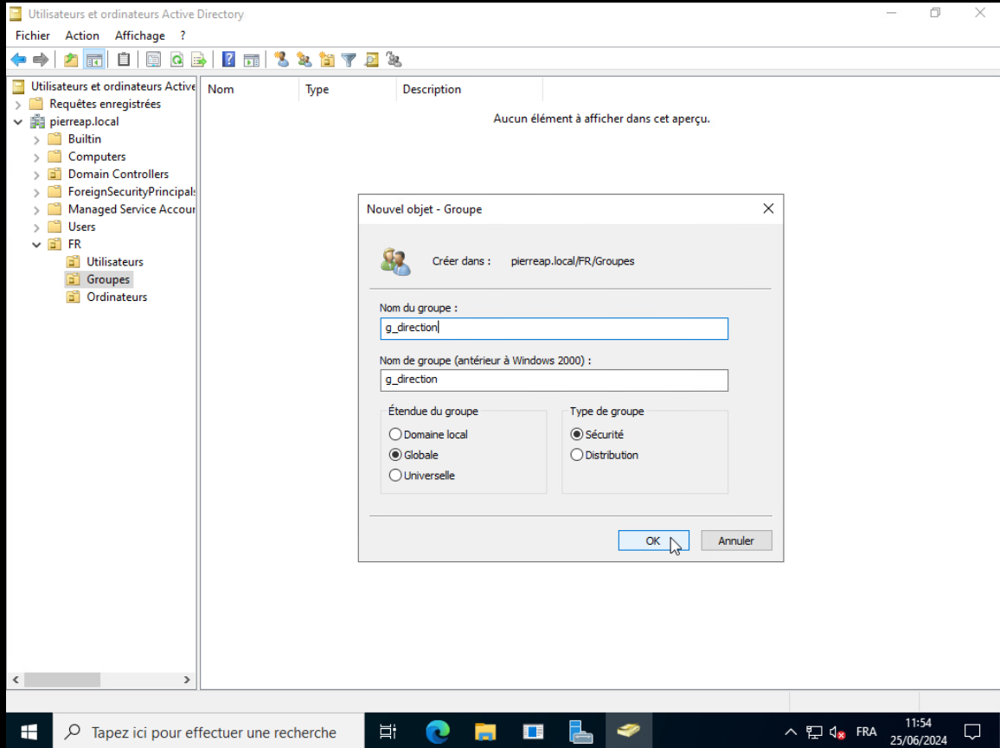 Utilisateurs et ordinateurs Active Directory
Fichier Action Affichage ?
Utilisateurs et ordinateurs Active
Requêtes enregistrées
pierreap.local
Builtin
Computers
Domain Controllers
ForeignSecurityPrincipals
Managed Service Accour
Users
FR
Utilisateurs
Groupes
Ordinateurs
Nom Type Description
Aucun élément à afficher dans cet aperçu.
Nouvel objet - Groupe
Créer dans : pierreap.local/FR/Groupes
Nom du groupe :
g_direction
Nom de groupe (antérieur à Windows 2000) :
g_direction
Étendue du groupe
Domaine local
Globale
Universelle
Type de groupe
Sécurité
Distribution
OK Annuler
Tapez ici pour effectuer une recherche
FRA
11:54
25/06/2024